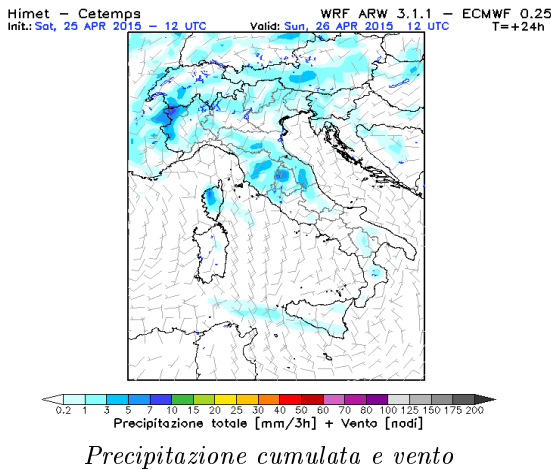 Himet – Cetemps WRF ARW 3.1.1 – ECMWF 0.25
Init.: Sat, 25 APR 2015 – 12 UTC Valid: Sun, 26 APR 2015 12 UTC T=+24h
0.2 1 3 5 7 10 15 20 25 30 40 50 60 70 80 100 125 150 175 200
Precipitazione totale [mm/3h] + Vento [nodi]
Precipitazione cumulata e vento